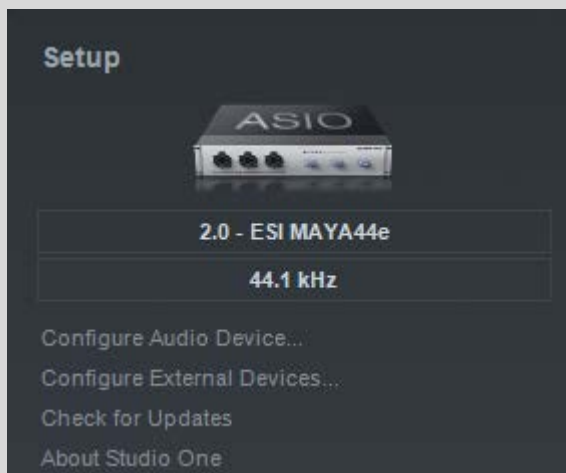 Setup
ASIO
2.0 - ESI MAYA44e
44.1 kHz
Configure Audio Device...
Configure External Devices...
Check for Updates
About Studio One